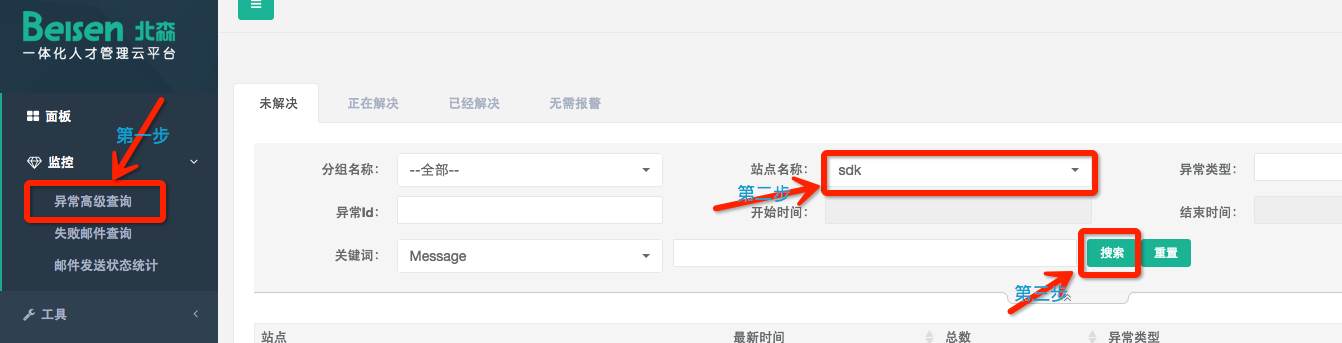 Beisen 北森
一体化人才管理云平台
面板
第一步
监控
异常高级查询
失败邮件查询
邮件发送状态统计
工具
未解决 正在解决 已经解决 无需报警
分组名称: --全部-- 站点名称: sdk 异常类型:
第二步
异常Id: 开始时间: 结束时间:
关键词: Message 搜索 重置
第三步
站点 最新时间 总数 异常类型